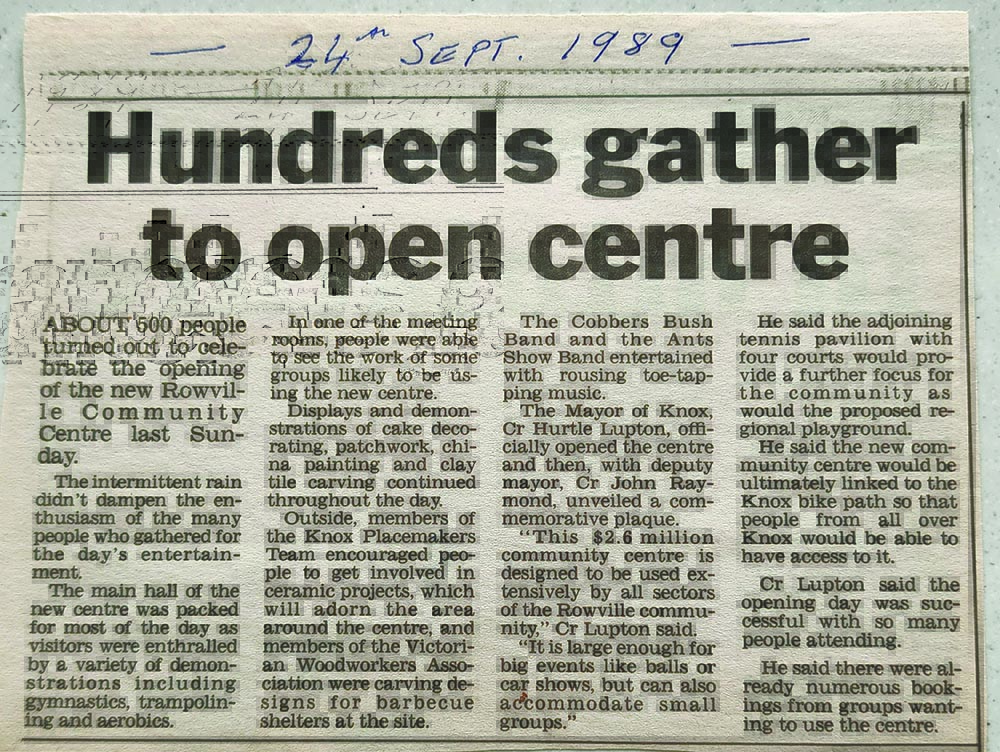 — 24th SEPT. 1989 —
Hundreds gather
to open centre
ABOUT 500 people
turned out to cele-
brate the opening
of the new Rowvil-
le Community
Centre last Sun-
day.
The intermittent rain
didn't dampen the en-
thusiasm of the many
people who gathered for
the day's entertain-
ment.
The main hall of the
new centre was packed
for most of the day as
visitors were enthralled
by a variety of demon-
strations including
gymnastics, trampolin-
ing and aerobics.
In one of the meeting
rooms, people were able
to see the work of some
groups likely to be us-
ing the new centre.
Displays and demon-
strations of cake deco-
rating, patchwork, chi-
na painting and clay
tile carving continued
throughout the day.
Outside, members of
the Knox Placemakers
Team encouraged peo-
ple to get involved in
ceramic projects, which
will adorn the area
around the centre, and
members of the Victori-
an Woodworkers Asso-
ciation were carving de-
signs for barbecue
shelters at the site.
The Cobbers Bush
Band and the Ants
Show Band entertained
with rousing toe-tap-
ping music.
The Mayor of Knox,
Cr Hurtle Lupton, offi-
cially opened the centre
and then, with deputy
mayor, Cr John Ray-
mond, unveiled a com-
memorative plaque.
"This $2.6 million
community centre is
designed to be used ex-
tensively by all sectors
of the Rowville commu-
nity," Cr Lupton said.
"It is large enough for
big events like balls or
car shows, but can also
accommodate small
groups."
He said the adjoining
tennis pavilion with
four courts would pro-
vide a further focus for
the community as
would the proposed re-
gional playground.
He said the new com-
munity centre would be
ultimately linked to the
Knox bike path so that
people from all over
Knox would be able to
have access to it.
Cr Lupton said the
opening day was suc-
cessful with so many
people attending.
He said there were al-
ready numerous book-
ings from groups want-
ing to use the centre.